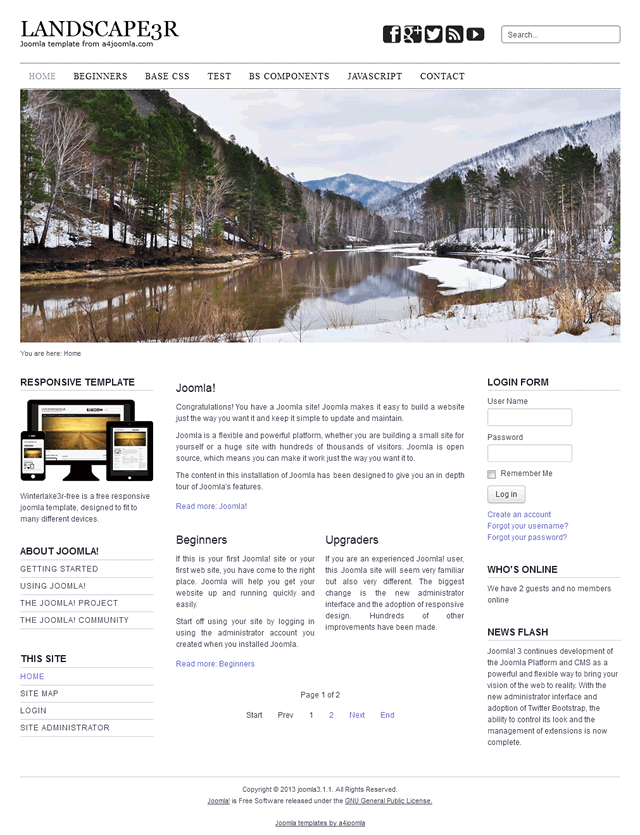 LANDSCAPE3R
Joomla template from a4joomla.com
Search...
HOME BEGINNERS BASE CSS TEST BS COMPONENTS JAVASCRIPT CONTACT
You are here: Home
RESPONSIVE TEMPLATE
Winterlake3r-free is a free responsive
joomla template, designed to fit to
many different devices.
ABOUT JOOMLA!
GETTING STARTED
USING JOOMLA!
THE JOOMLA! PROJECT
THE JOOMLA! COMMUNITY
THIS SITE
HOME
SITE MAP
LOGIN
SITE ADMINISTRATOR
Joomla!
Congratulations! You have a Joomla site! Joomla makes it easy to build a website
just the way you want it and keep it simple to update and maintain.
Joomla is a flexible and powerful platform, whether you are building a small site for
yourself or a huge site with hundreds of thousands of visitors. Joomla is open
source, which means you can make it work just the way you want it to.
The content in this installation of Joomla has been designed to give you an in depth
tour of Joomla's features.
Read more: Joomla!
Beginners
If this is your first Joomla! site or your
first web site, you have come to the right
place. Joomla will help you get your
website up and running quickly and
easily.
Start off using your site by logging in
using the administrator account you
created when you installed Joomla.
Read more: Beginners
Upgraders
If you are an experienced Joomla! user,
this Joomla site will seem very familiar
but also very different. The biggest
change is the new administrator
interface and the adoption of responsive
design. Hundreds of other
improvements have been made.
Page 1 of 2
Start Prev 1 2 Next End
LOGIN FORM
User Name
Password
Remember Me
Log in
Create an account
Forgot your username?
Forgot your password?
WHO'S ONLINE
We have 2 guests and no members
online
NEWS FLASH
Joomla! 3 continues development of
the Joomla Platform and CMS as a
powerful and flexible way to bring your
vision of the web to reality. With the
new administrator interface and
adoption of Twitter Bootstrap, the
ability to control its look and the
management of extensions is now
complete.
Copyright © 2013 joomla3.1.1. All Rights Reserved.
Joomla! is Free Software released under the GNU General Public License.
Joomla templates by a4joomla